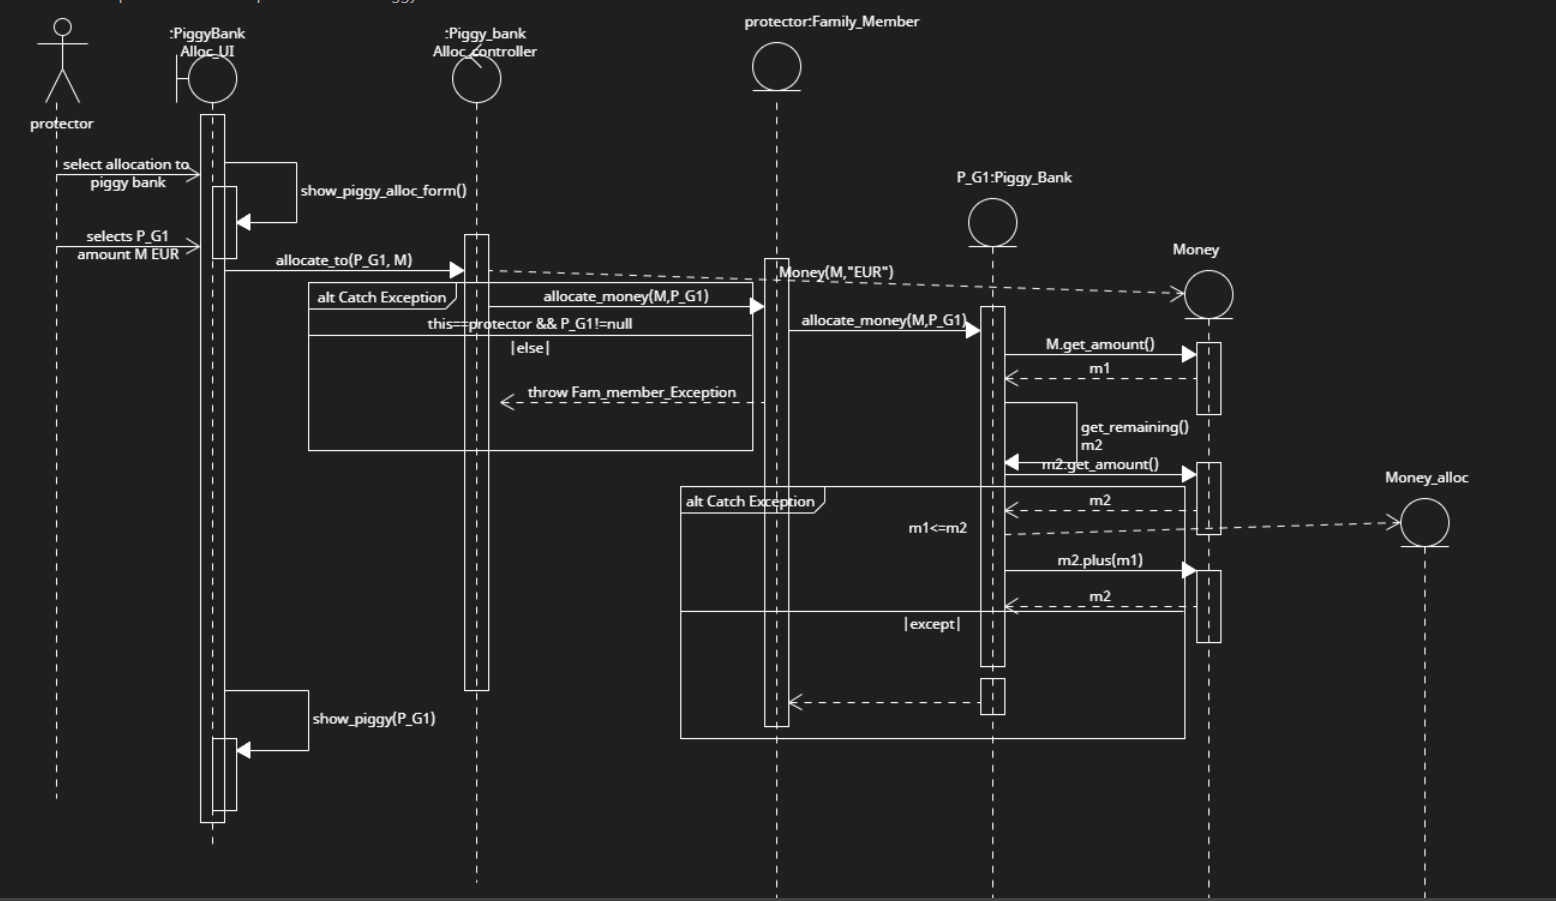 protector:Family_Member
:PiggyBank
Alloc_UI
:Piggy_bank
Alloc_controller
protector
select allocation to
piggy bank
show_piggy_alloc_form()
P_G1:Piggy_Bank
selects P_G1
amount M EUR
Money
allocate_to(P_G1, M)
Money(M,"EUR")
alt Catch Exception
allocate_money(M,P_G1)
this==protector && P_G1!=null
allocate_money(M,P_G1)
|else|
M.get_amount()
m1
throw Fam_member_Exception
get_remaining()
m2
m2.get_amount()
Money_alloc
alt Catch Exception
m2
m1<=m2
m2.plus(m1)
m2
|except|
show_piggy(P_G1)